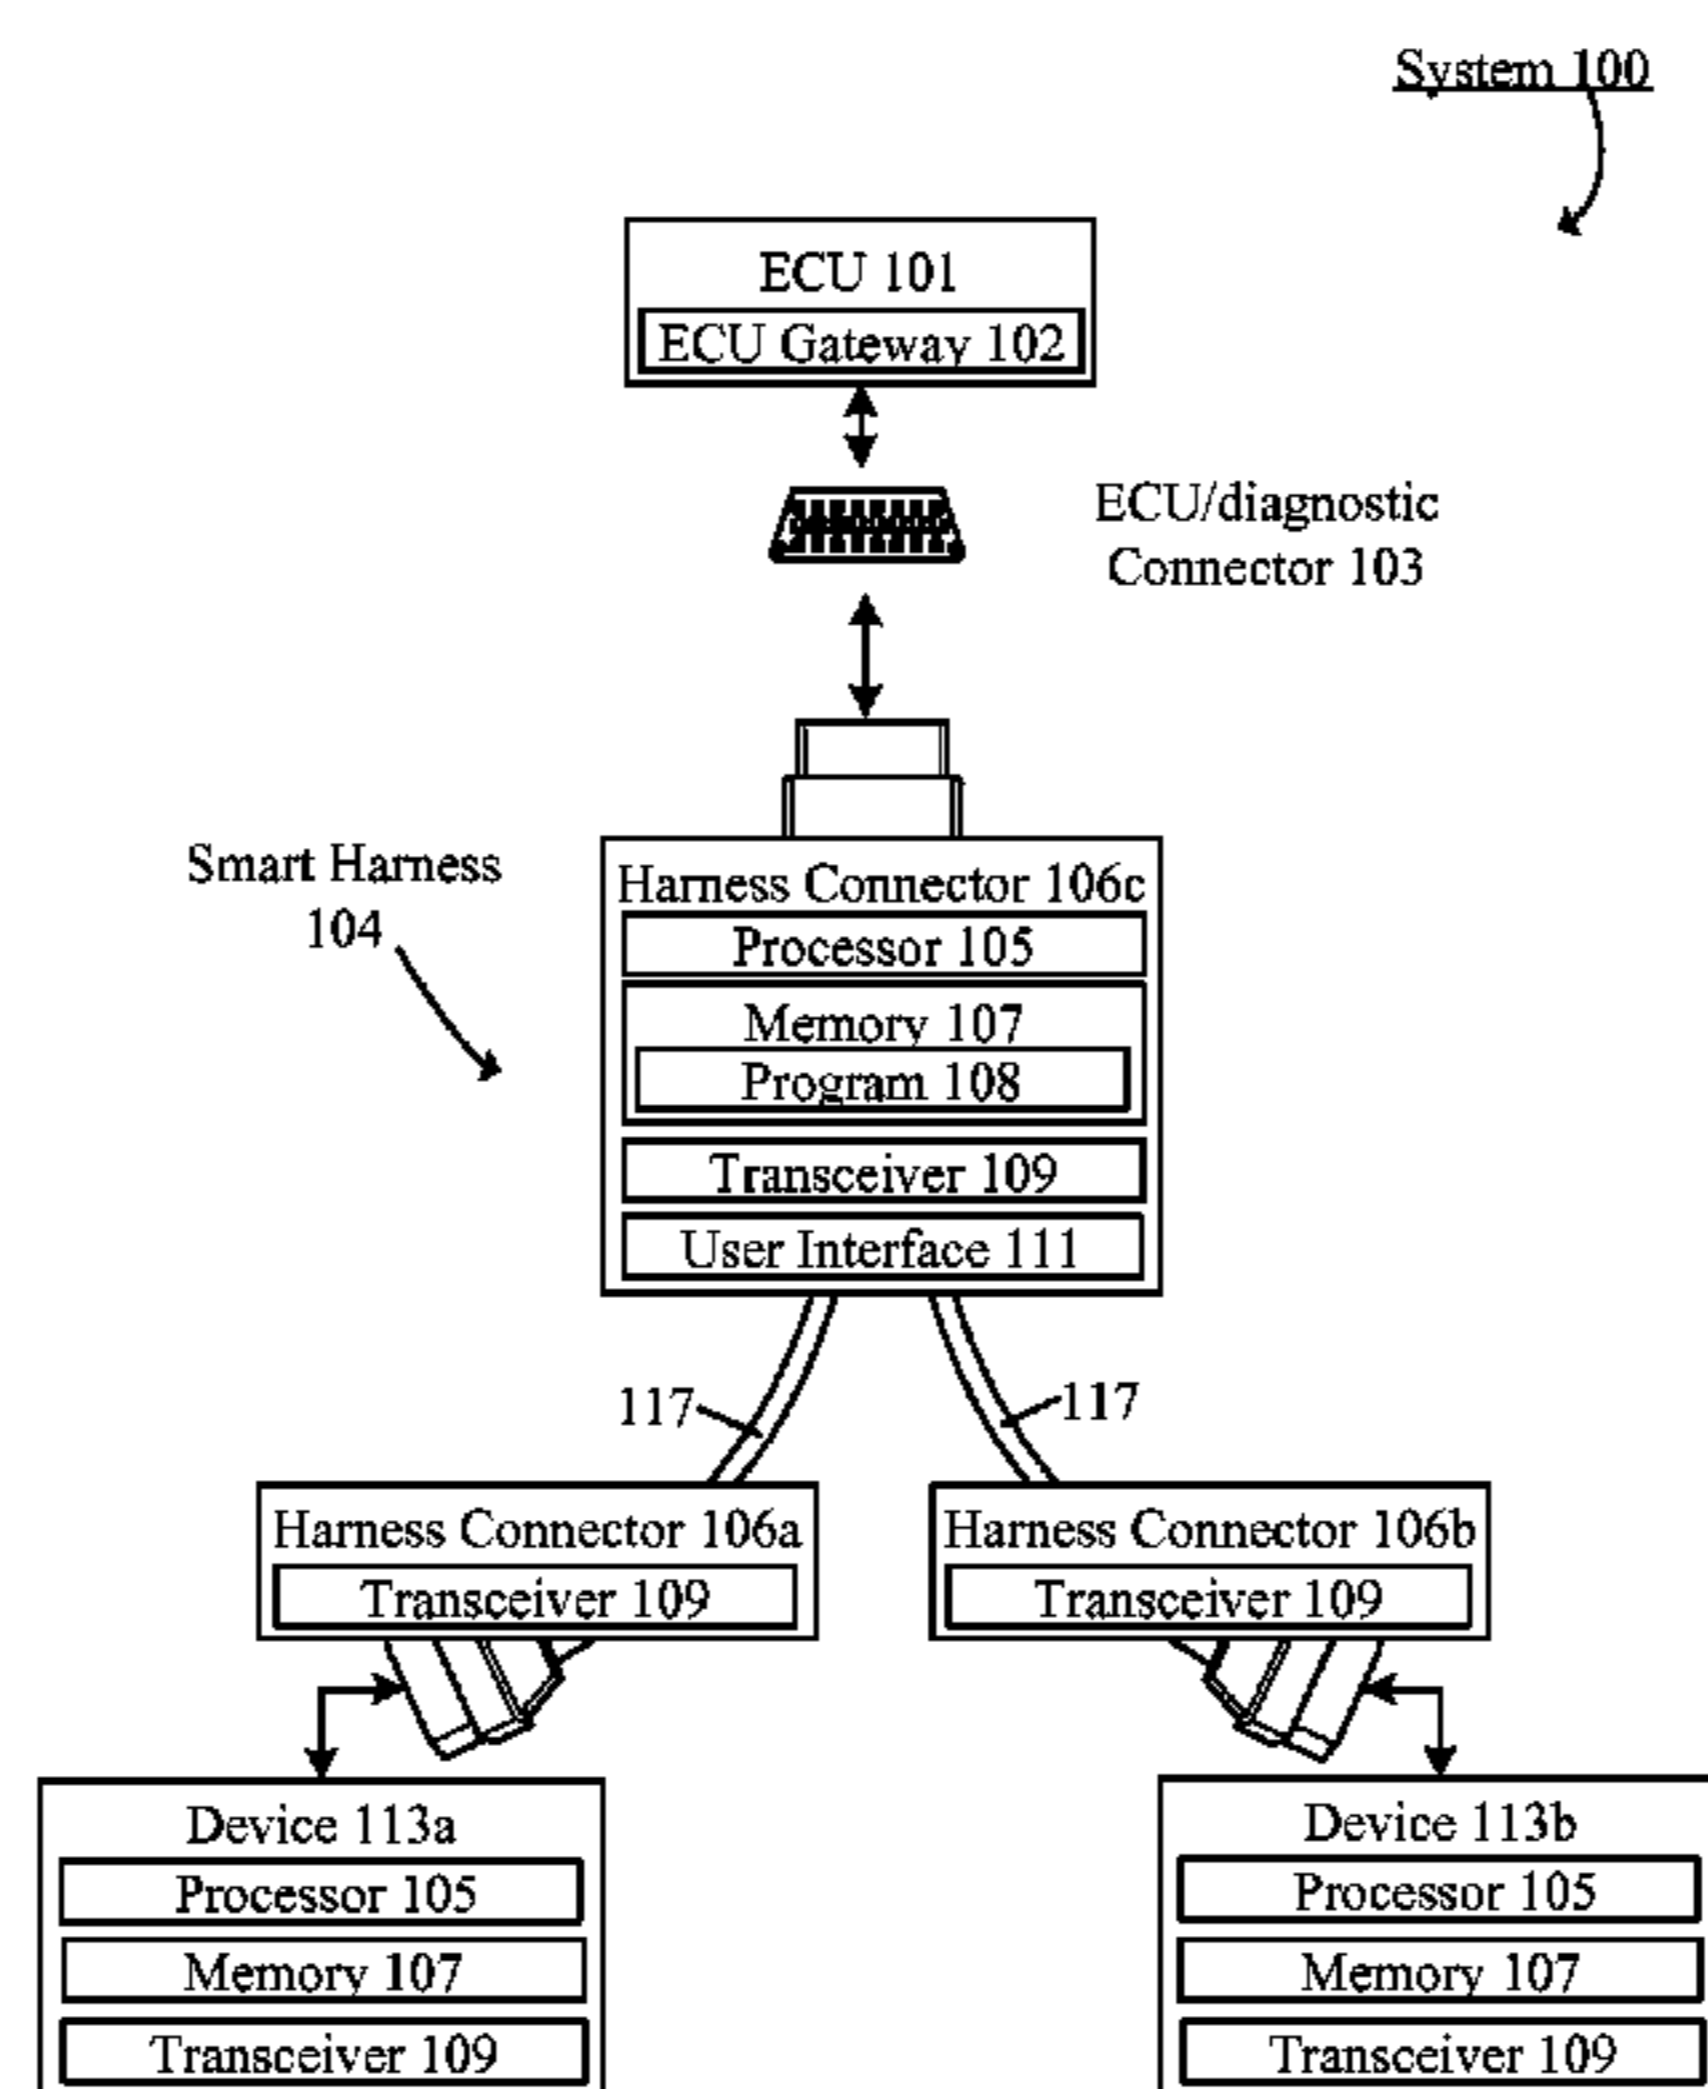 System 100
ECU 101
ECU Gateway 102
ECU/diagnostic
Connector 103
Smart Harness
104
Harness Connector 106c
Processor 105
Memory 107
Program 108
Transceiver 109
User Interface 111
117
117
Harness Connector 106a
Transceiver 109
Harness Connector 106b
Transceiver 109
Device 113a
Processor 105
Memory 107
Transceiver 109
Device 113b
Processor 105
Memory 107
Transceiver 109